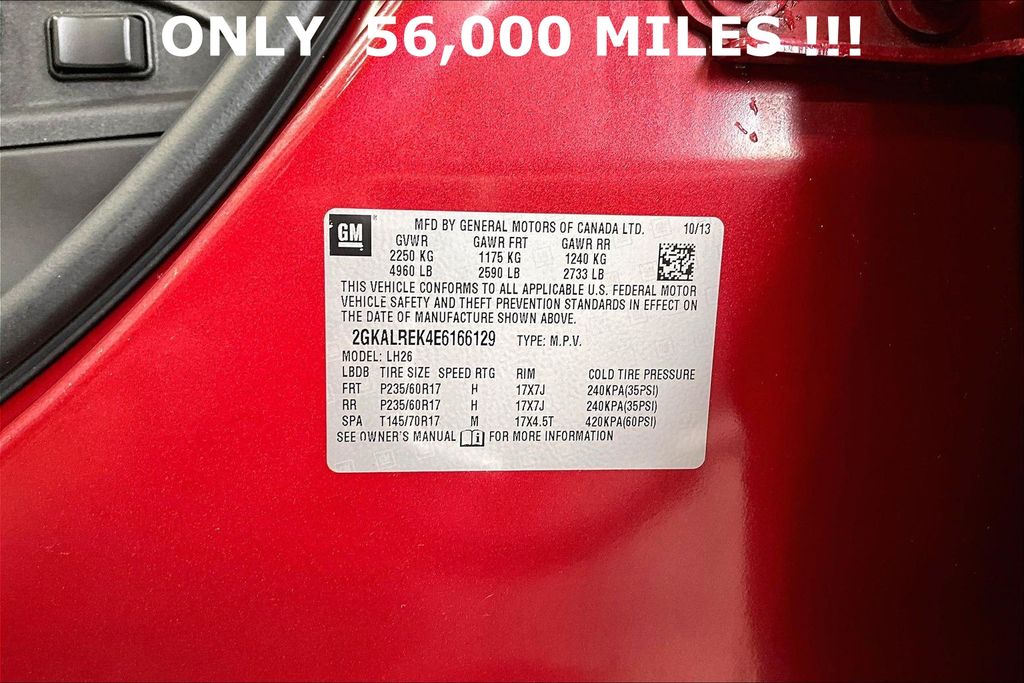 ONLY 56,000 MILES !!!
GM MFD BY GENERAL MOTORS OF CANADA LTD. 10/13
GVWR GAWR FRT GAWR RR
2250 KG 1175 KG 1240 KG
4960 LB 2590 LB 2733 LB
THIS VEHICLE CONFORMS TO ALL APPLICABLE U.S. FEDERAL MOTOR
VEHICLE SAFETY AND THEFT PREVENTION STANDARDS IN EFFECT ON
THE DATE OF MANUFACTURE SHOWN ABOVE.
2GKALREK4E6166129 TYPE: M.P.V.
MODEL: LH26
LBDB TIRE SIZE SPEED RTG RIM COLD TIRE PRESSURE
FRT P235/60R17 H 17X7J 240KPA(35PSI)
RR P235/60R17 H 17X7J 240KPA(35PSI)
SPA T145/70R17 M 17X4.5T 420KPA(60PSI)
SEE OWNER'S MANUAL FOR MORE INFORMATION